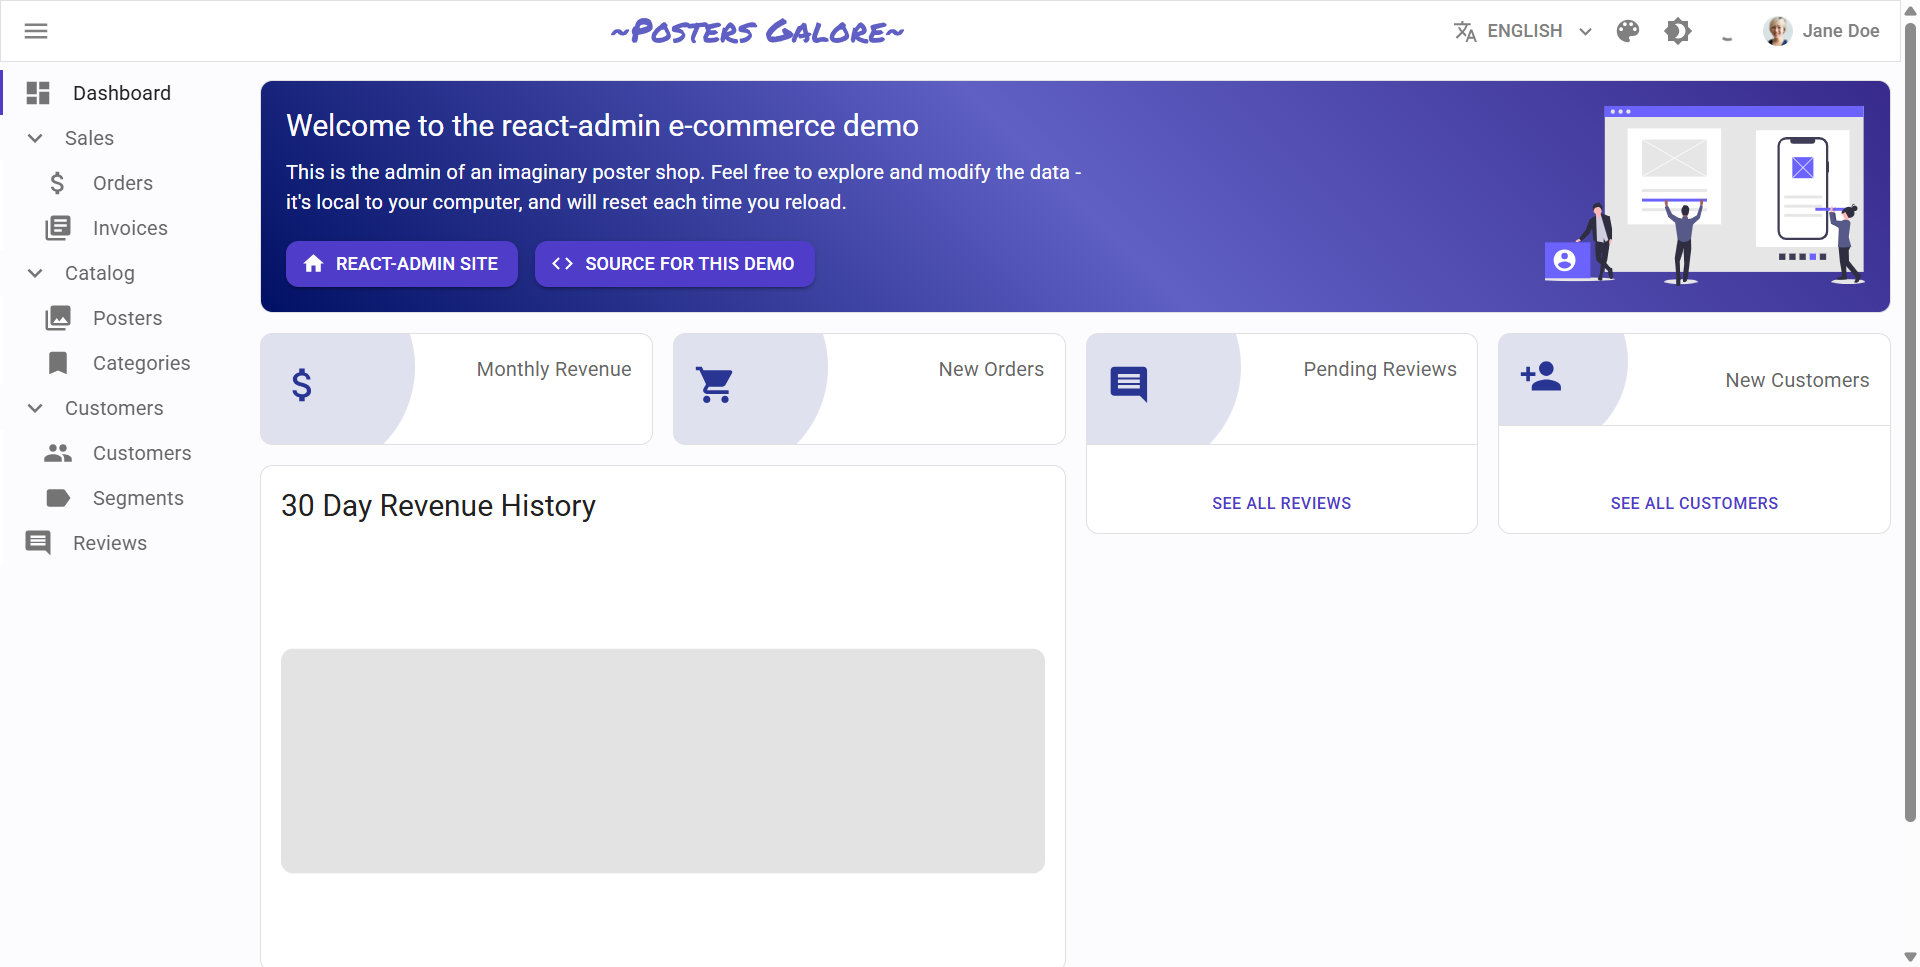 ~Posters Galore~
ENGLISH
Jane Doe
Dashboard
Sales
Orders
Invoices
Catalog
Posters
Categories
Customers
Customers
Segments
Reviews
Welcome to the react-admin e-commerce demo
This is the admin of an imaginary poster shop. Feel free to explore and modify the data -
it's local to your computer, and will reset each time you reload.
REACT-ADMIN SITE
SOURCE FOR THIS DEMO
Monthly Revenue
New Orders
Pending Reviews
New Customers
30 Day Revenue History
SEE ALL REVIEWS
SEE ALL CUSTOMERS